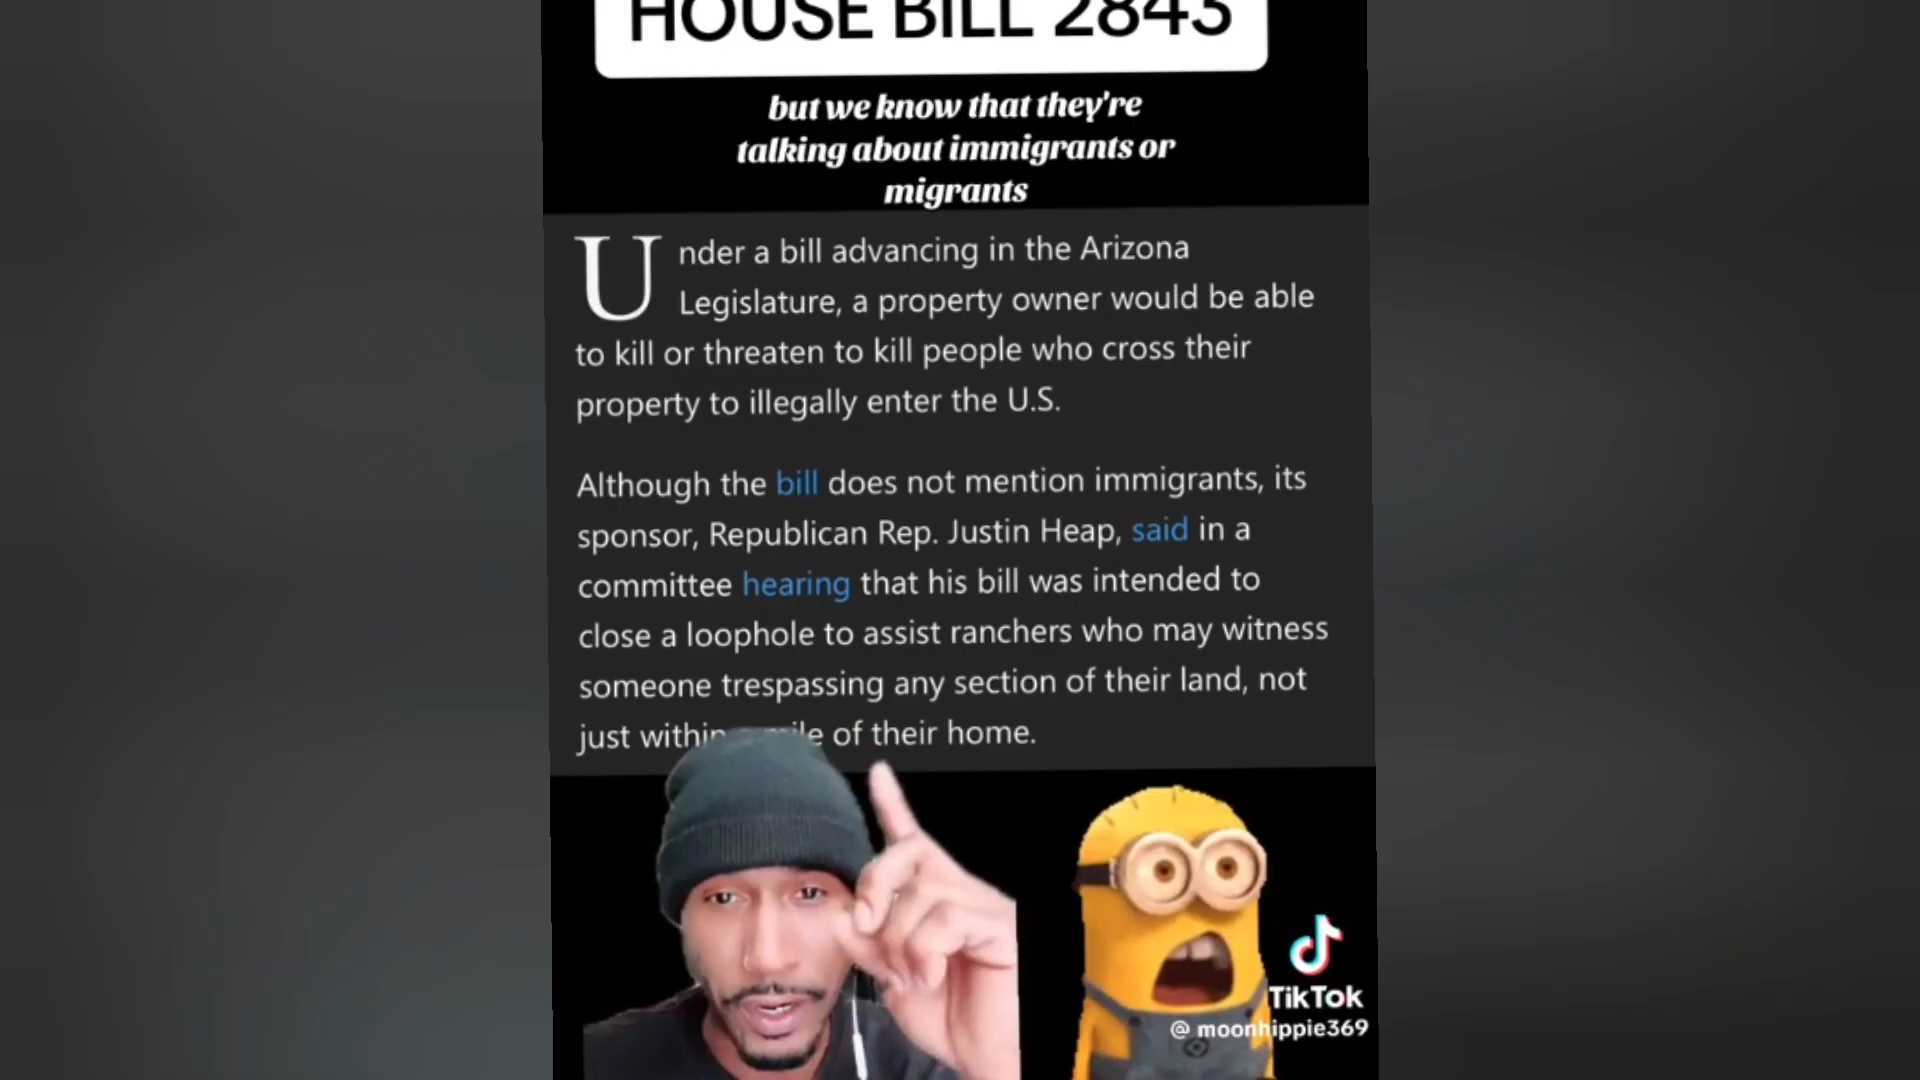 HOUSE BILL 2843
but we know that they're
talking about immigrants or
migrants
Under a bill advancing in the Arizona
Legislature, a property owner would be able
to kill or threaten to kill people who cross their
property to illegally enter the U.S.
Although the bill does not mention immigrants, its
sponsor, Republican Rep. Justin Heap, said in a
committee hearing that his bill was intended to
close a loophole to assist ranchers who may witness
someone trespassing any section of their land, not
just within of their home.
TikTok
@ moonhippie369